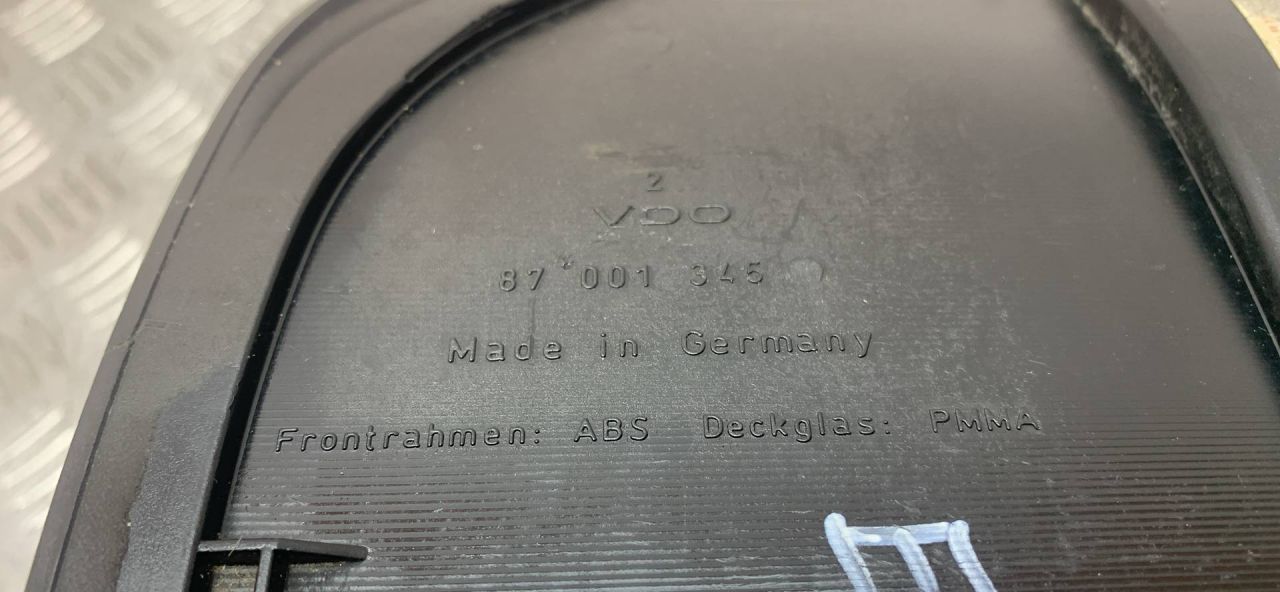 2
VDO
87 001 345
Made in Germany
Frontrahmen: ABS Deckglas: PMMA